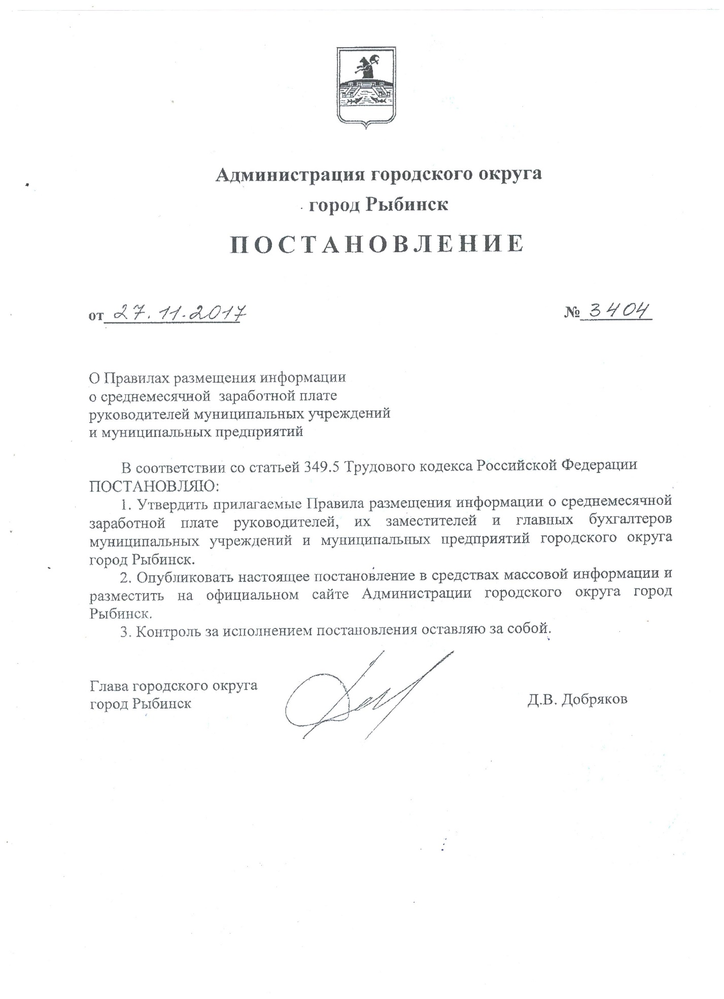 Администрация городского округа
город Рыбинск
ПОСТАНОВЛЕНИЕ
от 27.11.2017 № 3404
О Правилах размещения информации
о среднемесячной заработной плате
руководителей муниципальных учреждений
и муниципальных предприятий
В соответствии со статьей 349.5 Трудового кодекса Российской Федерации
ПОСТАНОВЛЯЮ:
1. Утвердить прилагаемые Правила размещения информации о среднемесячной
заработной плате руководителей, их заместителей и главных бухгалтеров
муниципальных учреждений и муниципальных предприятий городского округа
город Рыбинск.
2. Опубликовать настоящее постановление в средствах массовой информации и
разместить на официальном сайте Администрации городского округа город
Рыбинск.
3. Контроль за исполнением постановления оставляю за собой.
Глава городского округа
город Рыбинск Д.В. Добряков